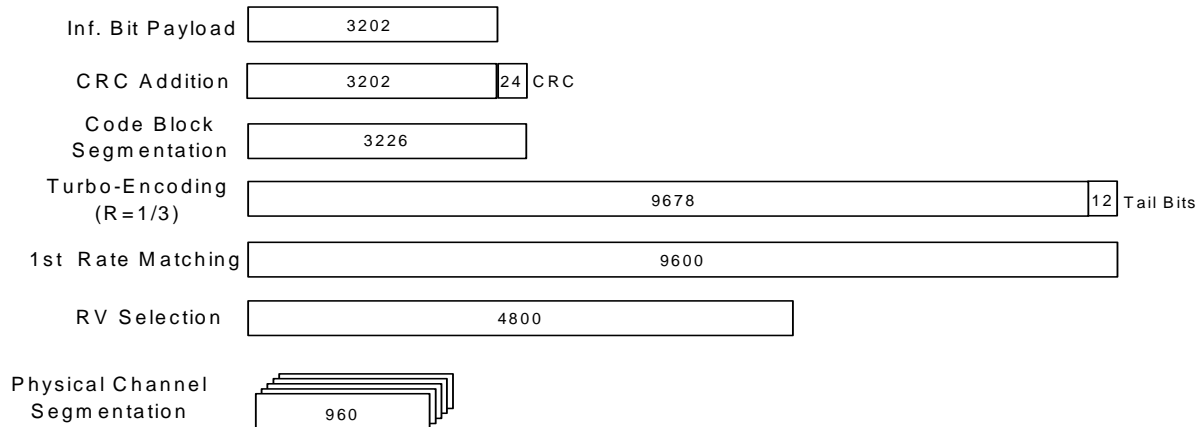 Inf. Bit Payload 3202
CRC Addition 3202 24 CRC
Code Block
Segmentation 3226
Turbo-Encoding
(R=1/3) 9678 12 Tail Bits
1st Rate Matching 9600
RV Selection 4800
Physical Channel
Segmentation 960